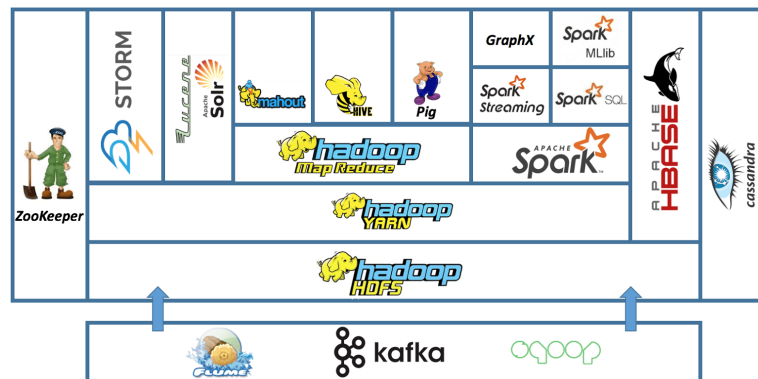 ZooKeeper
STORM
Lucene
Apache
Solr
mahout
HIVE
Pig
GraphX
Spark
MLlib
Spark
Streaming
Spark SQL
hadoop
Map Reduce
APACHE
Spark
TM
APACHE
HBASE
cassandra
hadoop
YARN
hadoop
HDFS
FLUME
kafka
sqoop